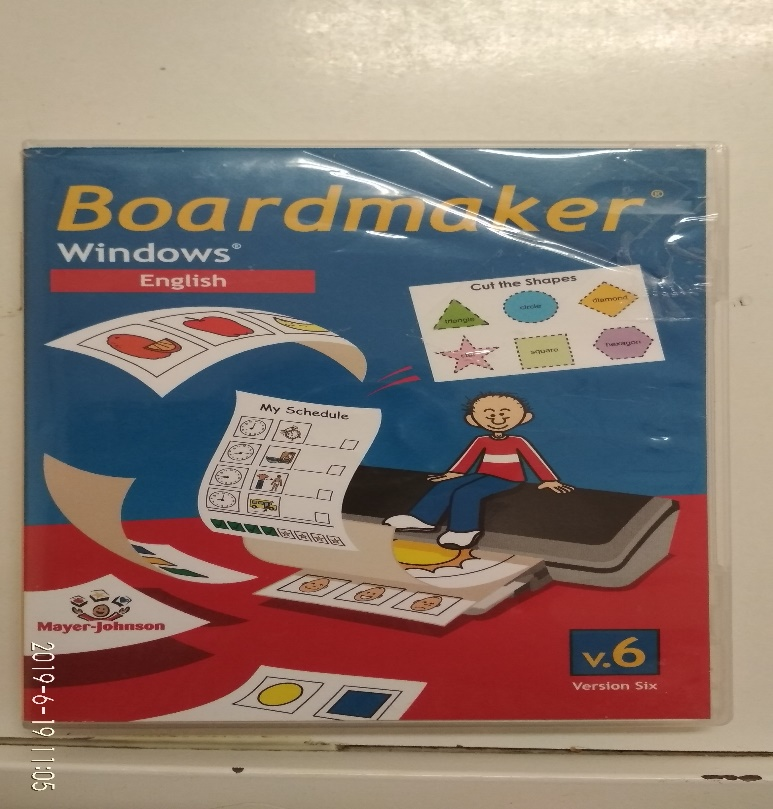 Boardmaker®
Windows®
English
Cut the Shapes
triangle
circle
diamond
square
hexagon
My Schedule
Mayer-Johnson
v.6
Version Six
2019-6-19 11:05